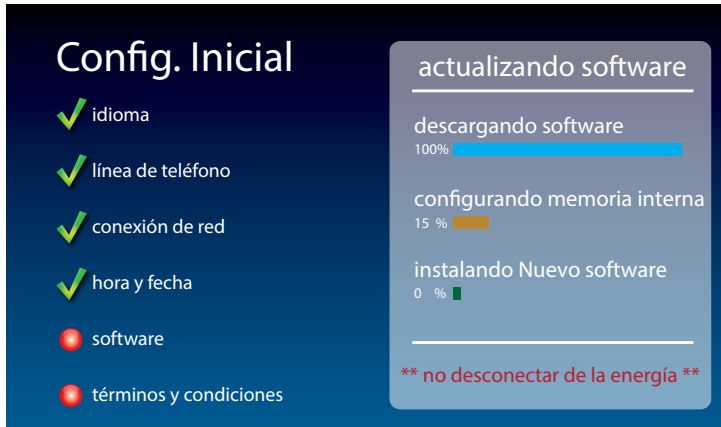 Config. Inicial
idioma
línea de teléfono
conexión de red
hora y fecha
software
términos y condiciones
actualizando software
descargando software
100%
configurando memoria interna
15 %
instalando Nuevo software
0 %
** no desconectar de la energía **